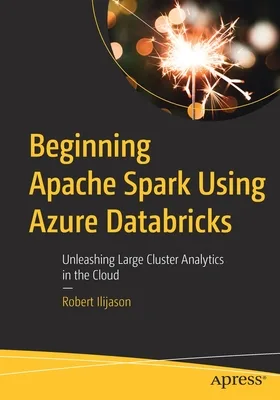 Beginning
Apache Spark Using
Azure Databricks
Unleashing Large Cluster Analytics
in the Cloud
—
Robert Ilijason
Apress®